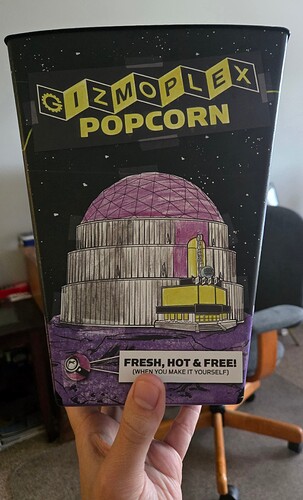 GIZMOPLEX
POPCORN
FRESH, HOT & FREE!
(WHEN YOU MAKE IT YOURSELF)